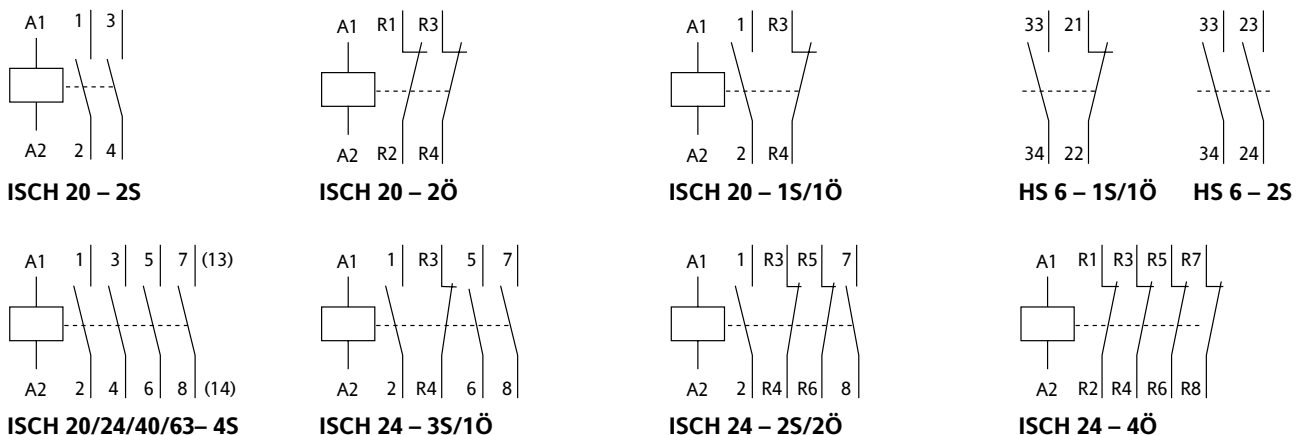 A1 1 3
A2 2 4
ISCH 20 – 2S
A1 R1 R3
A2 R2 R4
ISCH 20 – 2Ö
A1 1 R3
A2 2 R4
ISCH 20 – 1S/1Ö
33 21
34 22
HS 6 – 1S/1Ö
33 23
34 24
HS 6 – 2S
A1 1 3 5 7 (13)
A2 2 4 6 8 (14)
ISCH 20/24/40/63– 4S
A1 1 R3 5 7
A2 2 R4 6 8
ISCH 24 – 3S/1Ö
A1 1 R3 R5 7
A2 2 R4 R6 8
ISCH 24 – 2S/2Ö
A1 R1 R3 R5 R7
A2 R2 R4 R6 R8
ISCH 24 – 4Ö